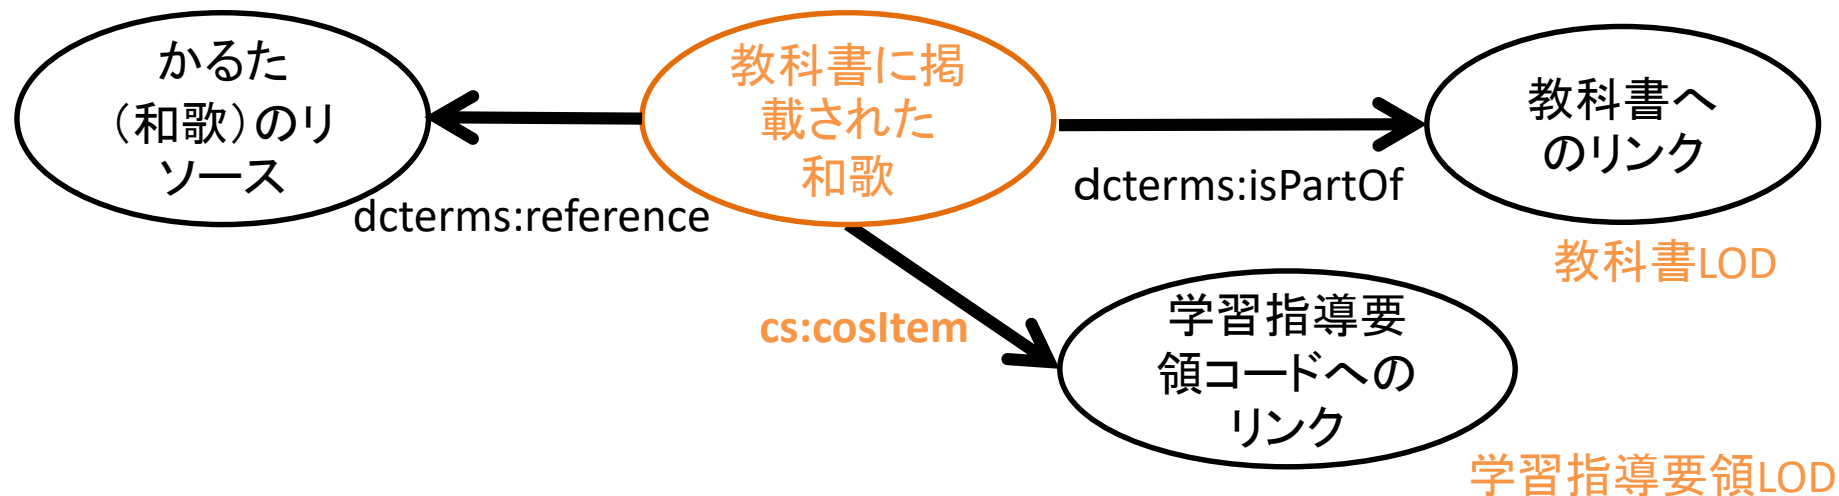 かるた
（和歌）のリ
ソース
dcterms:reference
教科書に掲
載された
和歌
dcterms:isPartOf
教科書へ
のリンク
教科書LOD
cs:cosItem
学習指導要
領コードへの
リンク
学習指導要領LOD